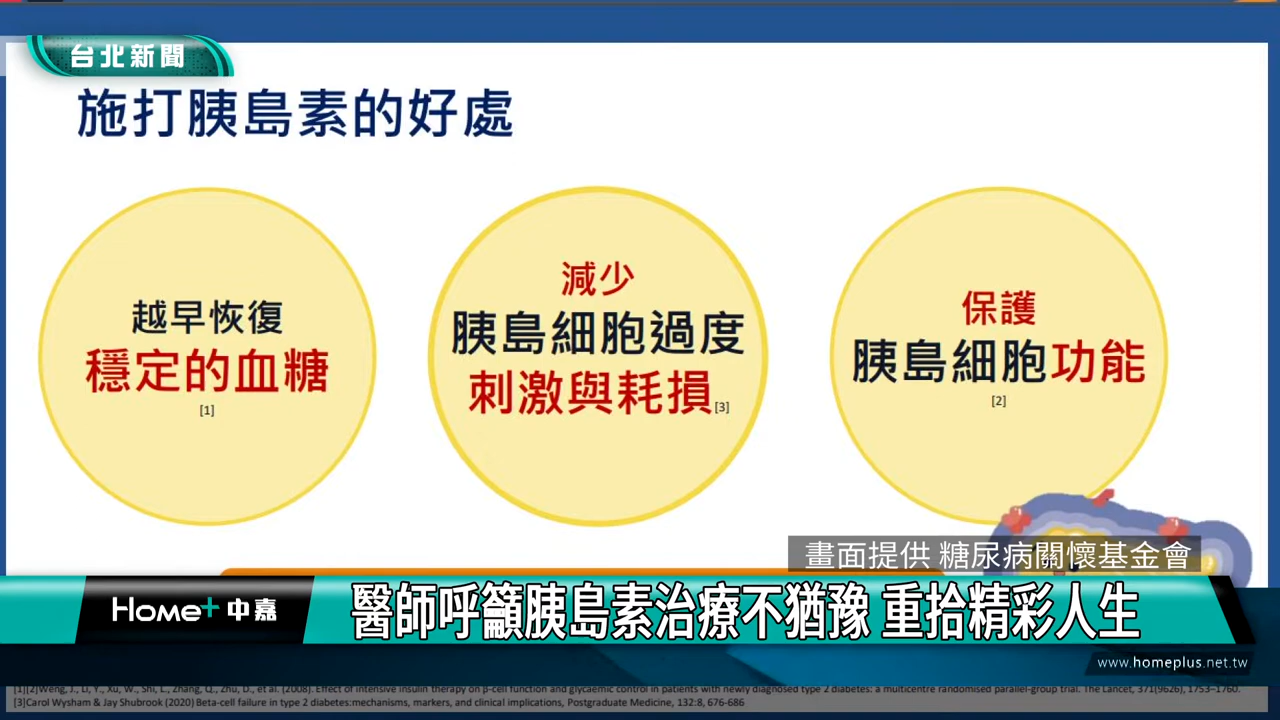 台北新聞
施打胰島素的好處
越早恢復
穩定的血糖
[1]
減少
胰島細胞過度
刺激與耗損[3]
保護
胰島細胞功能
[2]
畫面提供 糖尿病關懷基金會
Home+ 中嘉
醫師呼籲胰島素治療不猶豫 重拾精彩人生
www.homeplus.net.tw
[1][2]Weng, J., Li, Y., Xu, W., Shi, L., Zhang, Q., Zhu, D., et al. (2008). Effect of intensive insulin therapy on β-cell function and glycaemic control in patients with newly diagnosed type 2 diabetes: a multicentre randomised parallel-group trial. The Lancet, 371(9626), 1753–1760.
[3]Carol Wysham & Jay Shubrook (2020) Beta-cell failure in type 2 diabetes:mechanisms, markers, and clinical implications, Postgraduate Medicine, 132:8, 676-686